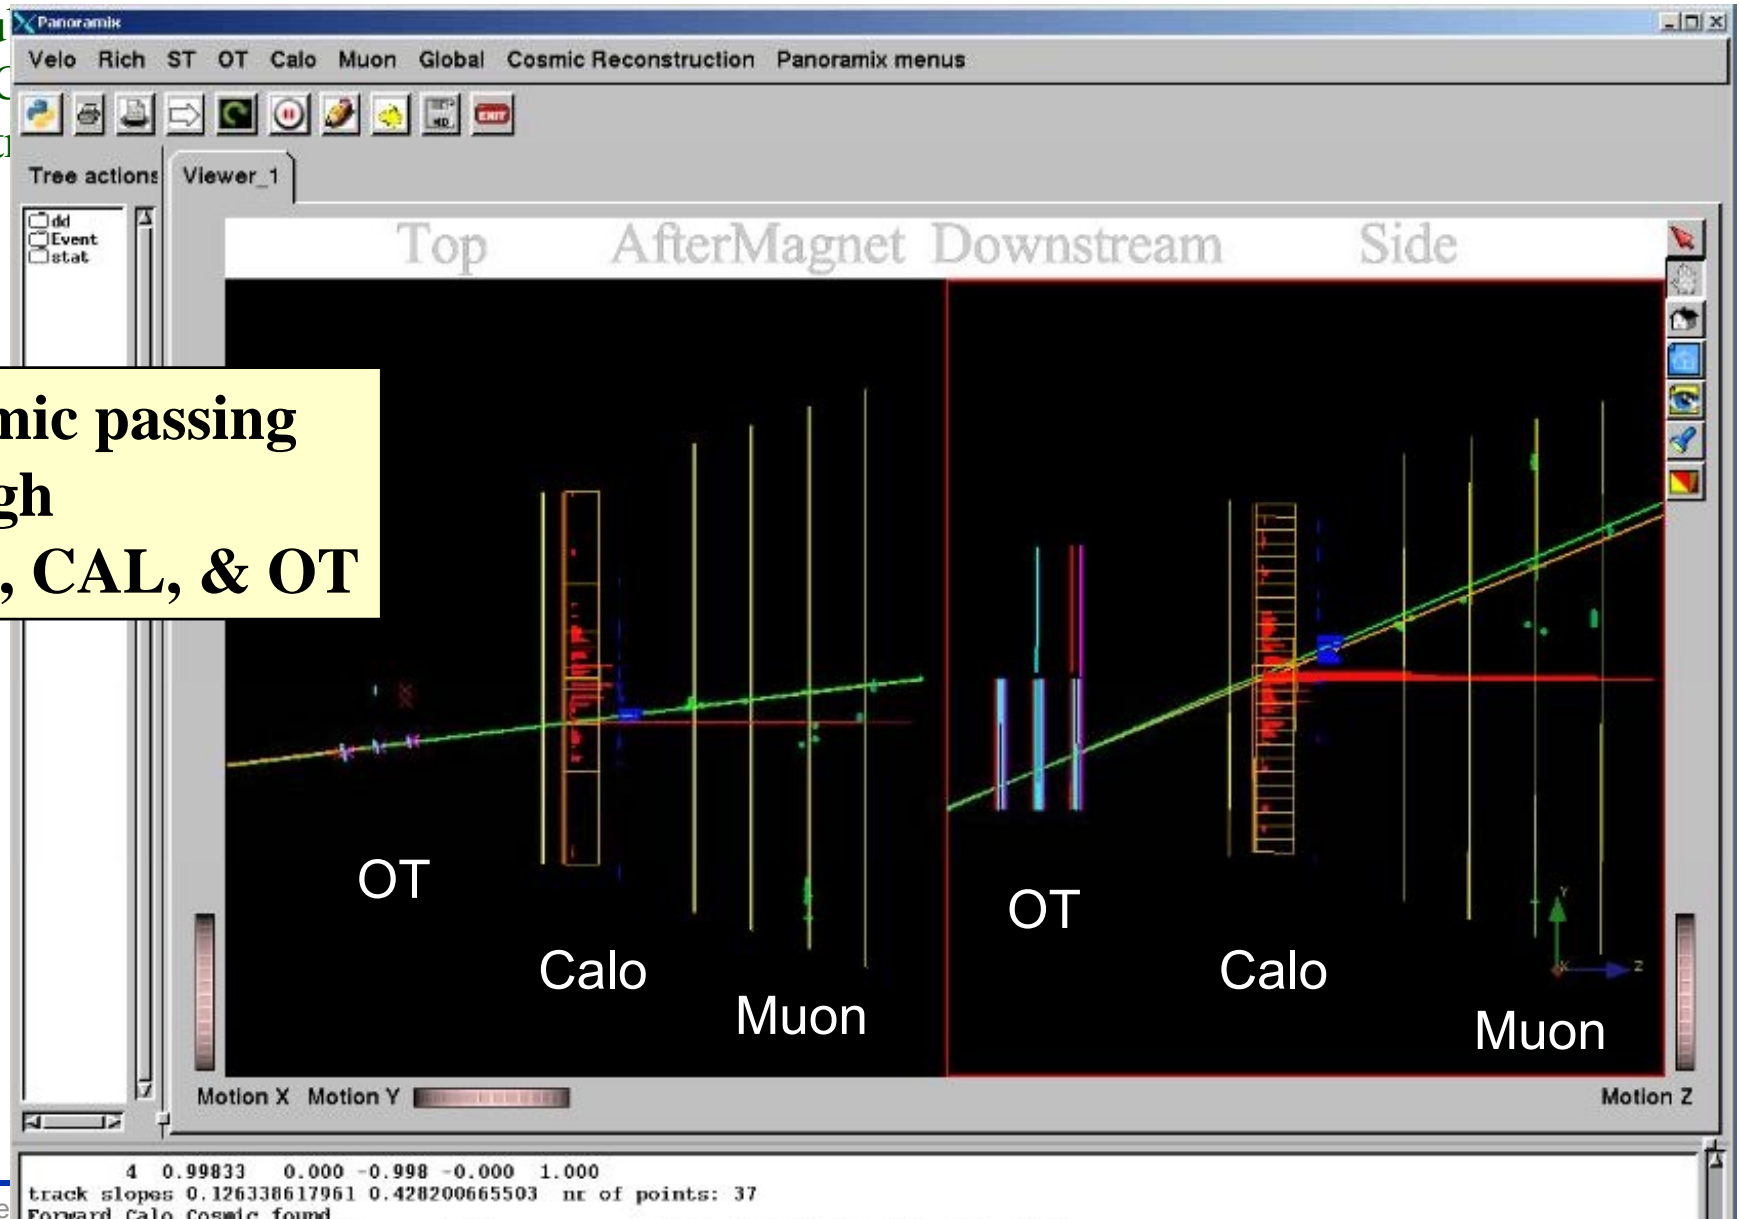 Panoramix
Velo Rich ST OT Calo Muon Global Cosmic Reconstruction Panoramix menus
EXIT
Tree actions
Viewer_1
dd
Event
stat
Top AfterMagnet Downstream Side
mic passing
gh
, CAL, & OT
OT
Calo
Muon
OT
Calo
Muon
Y
X
Z
Motion X Motion Y
Motion Z
4 0.99833 0.000 -0.998 -0.000 1.000
track slopes 0.126338617961 0.428200665503 nr of points: 37
Forward Calo Cosmic found